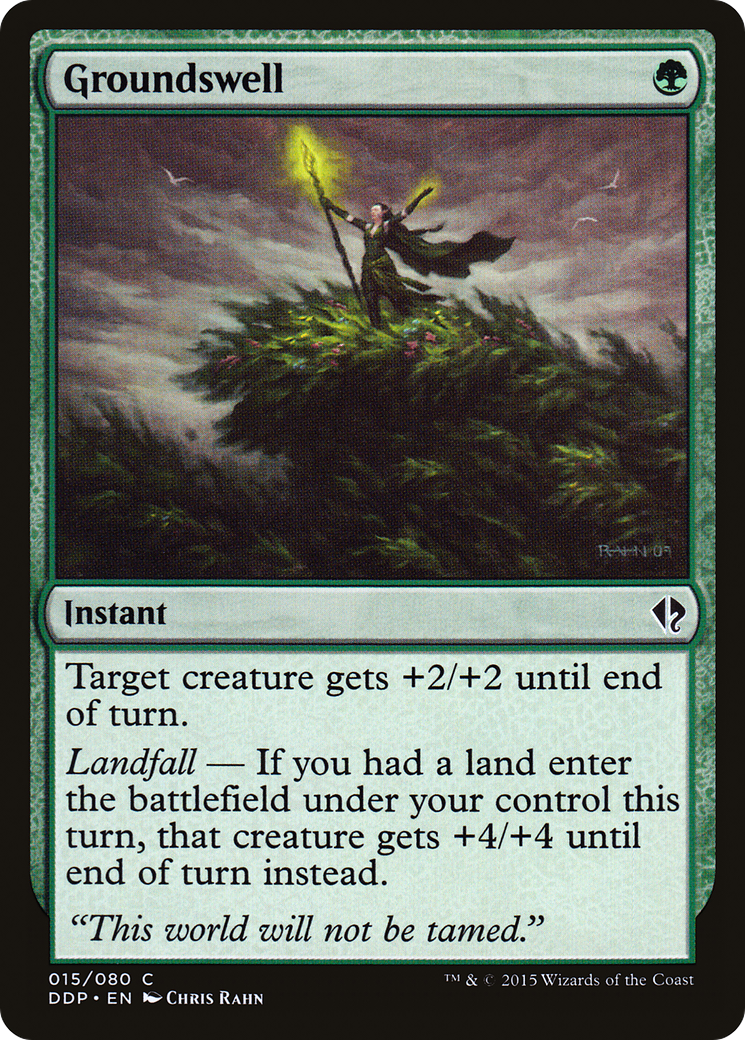 Groundswell
RAHN 09
Instant
Target creature gets +2/+2 until end
of turn.
Landfall — If you had a land enter
the battlefield under your control this
turn, that creature gets +4/+4 until
end of turn instead.
“This world will not be tamed.”
015/080 C
™ & © 2015 Wizards of the Coast
DDP • EN Chris Rahn